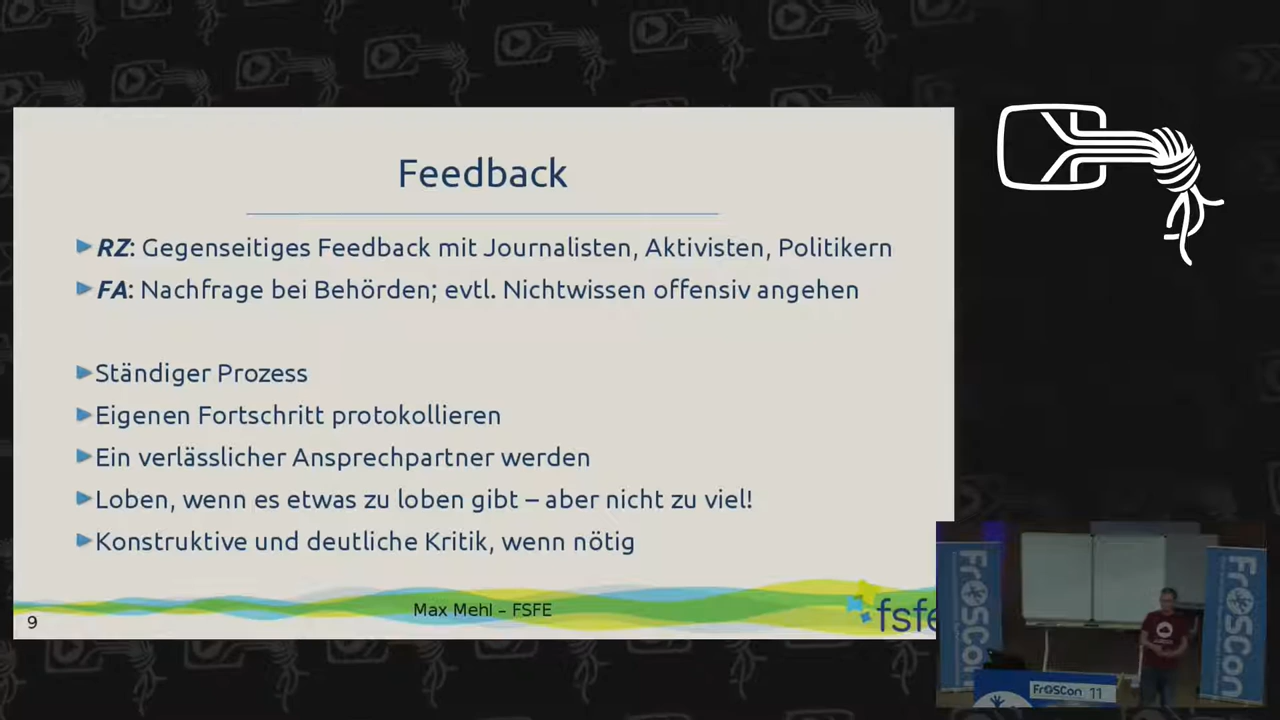 Feedback
RZ: Gegenseitiges Feedback mit Journalisten, Aktivisten, Politikern
FA: Nachfrage bei Behörden; evtl. Nichtwissen offensiv angehen
Ständiger Prozess
Eigenen Fortschritt protokollieren
Ein verlässlicher Ansprechpartner werden
Loben, wenn es etwas zu loben gibt – aber nicht zu viel!
Konstruktive und deutliche Kritik, wenn nötig
Max Mehl – FSFE
9
fsfe
FrOSCon
FrOSCon
FrOSCon 11